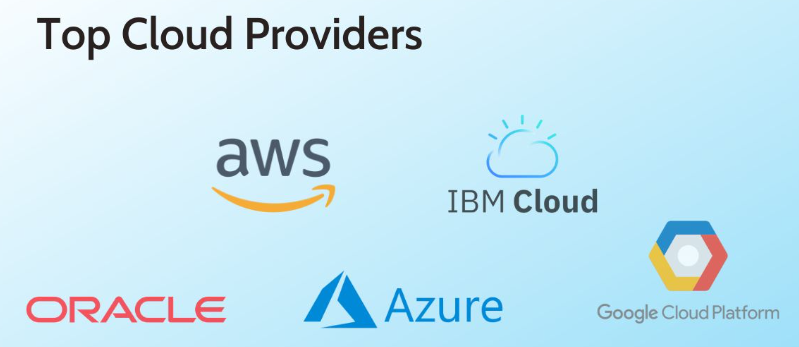 Top Cloud Providers
aws
IBM Cloud
ORACLE
Azure
Google Cloud Platform